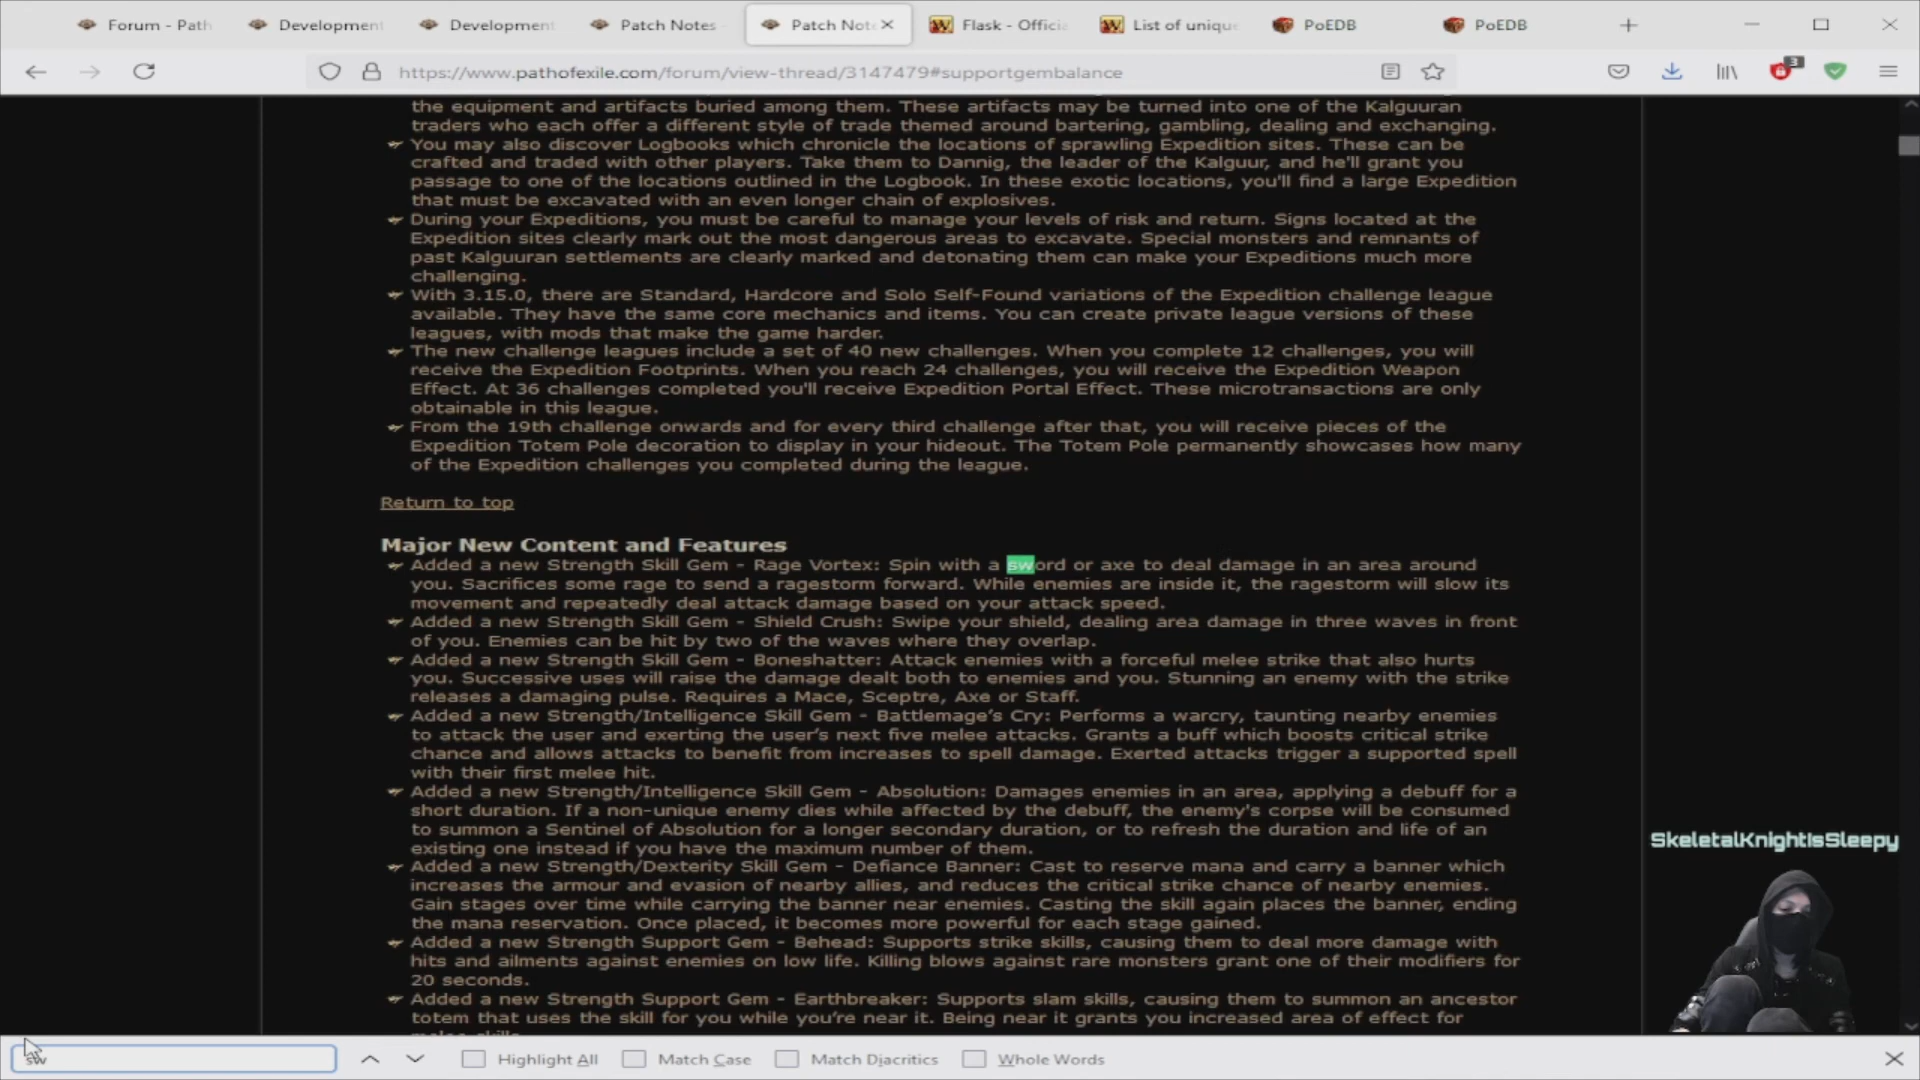 Forum - Path
Development
Development
Patch Notes
Patch Note
Flask - Officia
List of unique
PoEDB
PoEDB
https://www.pathofexile.com/forum/view-thread/3147479#supportgembalance
3
the equipment and artifacts buried among them. These artifacts may be turned into one of the Kalguuran
traders who each offer a different style of trade themed around bartering, gambling, dealing and exchanging.
You may also discover Logbooks which chronicle the locations of sprawling Expedition sites. These can be
crafted and traded with other players. Take them to Dannig, the leader of the Kalguur, and he'll grant you
passage to one of the locations outlined in the Logbook. In these exotic locations, you'll find a large Expedition
that must be excavated with an even longer chain of explosives.
During your Expeditions, you must be careful to manage your levels of risk and return. Signs located at the
Expedition sites clearly mark out the most dangerous areas to excavate. Special monsters and remnants of
past Kalguuran settlements are clearly marked and detonating them can make your Expeditions much more
challenging.
With 3.15.0, there are Standard, Hardcore and Solo Self-Found variations of the Expedition challenge league
available. They have the same core mechanics and items. You can create private league versions of these
leagues, with mods that make the game harder.
The new challenge leagues include a set of 40 new challenges. When you complete 12 challenges, you will
receive the Expedition Footprints. When you reach 24 challenges, you will receive the Expedition Weapon
Effect. At 36 challenges completed you'll receive Expedition Portal Effect. These microtransactions are only
obtainable in this league.
From the 19th challenge onwards and for every third challenge after that, you will receive pieces of the
Expedition Totem Pole decoration to display in your hideout. The Totem Pole permanently showcases how many
of the Expedition challenges you completed during the league.
Return to top
Major New Content and Features
Added a new Strength Skill Gem - Rage Vortex: Spin with a sword or axe to deal damage in an area around
you. Sacrifices some rage to send a ragestorm forward. While enemies are inside it, the ragestorm will slow its
movement and repeatedly deal attack damage based on your attack speed.
Added a new Strength Skill Gem - Shield Crush: Swipe your shield, dealing area damage in three waves in front
of you. Enemies can be hit by two of the waves where they overlap.
Added a new Strength Skill Gem - Boneshatter: Attack enemies with a forceful melee strike that also hurts
you. Successive uses will raise the damage dealt both to enemies and you. Stunning an enemy with the strike
releases a damaging pulse. Requires a Mace, Sceptre, Axe or Staff.
Added a new Strength/Intelligence Skill Gem - Battlemage's Cry: Performs a warcry, taunting nearby enemies
to attack the user and exerting the user's next five melee attacks. Grants a buff which boosts critical strike
chance and allows attacks to benefit from increases to spell damage. Exerted attacks trigger a supported spell
with their first melee hit.
Added a new Strength/Intelligence Skill Gem - Absolution: Damages enemies in an area, applying a debuff for a
short duration. If a non-unique enemy dies while affected by the debuff, the enemy's corpse will be consumed
to summon a Sentinel of Absolution for a longer secondary duration, or to refresh the duration and life of an
existing one instead if you have the maximum number of them.
Added a new Strength/Dexterity Skill Gem - Defiance Banner: Cast to reserve mana and carry a banner which
increases the armour and evasion of nearby allies, and reduces the critical strike chance of nearby enemies.
Gain stages over time while carrying the banner near enemies. Casting the skill again places the banner, ending
the mana reservation. Once placed, it becomes more powerful for each stage gained.
Added a new Strength Support Gem - Behead: Supports strike skills, causing them to deal more damage with
hits and ailments against enemies on low life. Killing blows against rare monsters grant one of their modifiers for
20 seconds.
Added a new Strength Support Gem - Earthbreaker: Supports slam skills, causing them to summon an ancestor
totem that uses the skill for you while you're near it. Being near it grants you increased area of effect for
melee skills.
SkeletalKnightIsSleepy
sw
Highlight All
Match Case
Match Diacritics
Whole Words